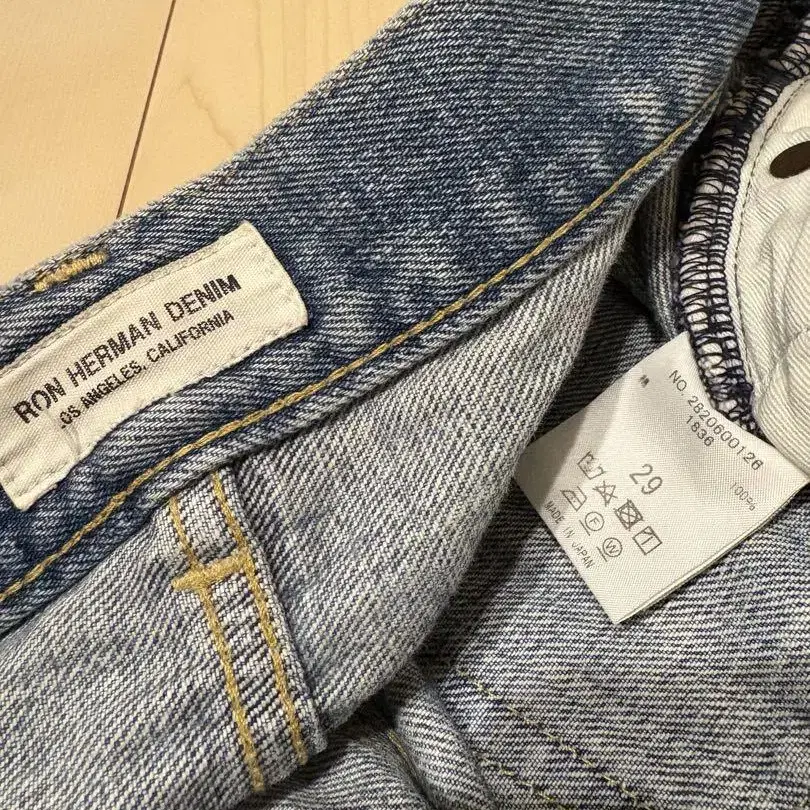 RON HERMAN DENIM
LOS ANGELES, CALIFORNIA
NO. 2820600126
1836
100%
29
F W
MADE IN JAPAN